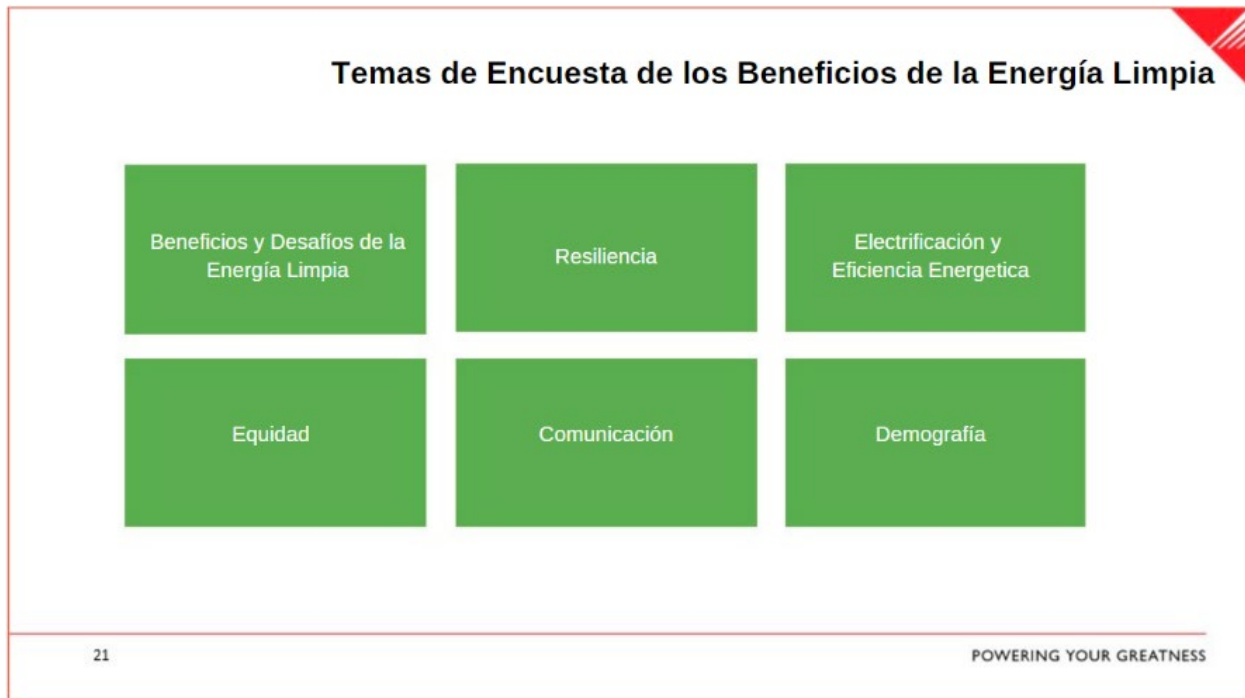 Temas de Encuesta de los Beneficios de la Energía Limpia
Beneficios y Desafíos de la
Energía Limpia
Resiliencia
Electrificación y
Eficiencia Energetica
Equidad
Comunicación
Demografía
21
POWERING YOUR GREATNESS